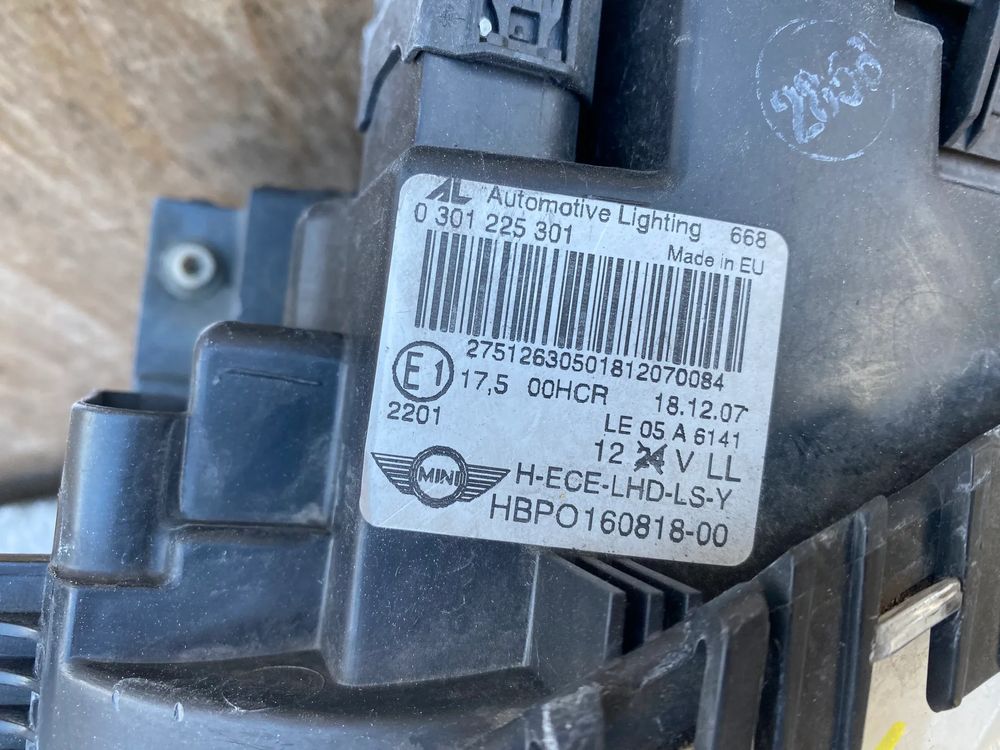 AL Automotive Lighting 668
0 301 225 301
Made in EU
27512630501812070084
E1 17,5 00HCR 18.12.07
2201
LE 05 A 6141
12 24 V LL
MINI H-ECE-LHD-LS-Y
HBPO160818-00